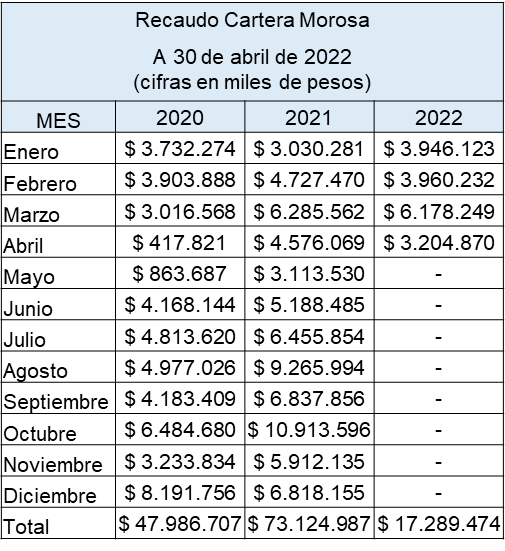 Recaudo Cartera Morosa
A 30 de abril de 2022
(cifras en miles de pesos)
MES 2020 2021 2022
Enero $ 3.732.274 $ 3.030.281 $ 3.946.123
Febrero $ 3.903.888 $ 4.727.470 $ 3.960.232
Marzo $ 3.016.568 $ 6.285.562 $ 6.178.249
Abril $ 417.821 $ 4.576.069 $ 3.204.870
Mayo $ 863.687 $ 3.113.530 -
Junio $ 4.168.144 $ 5.188.485 -
Julio $ 4.813.620 $ 6.455.854 -
Agosto $ 4.977.026 $ 9.265.994 -
Septiembre $ 4.183.409 $ 6.837.856 -
Octubre $ 6.484.680 $ 10.913.596 -
Noviembre $ 3.233.834 $ 5.912.135 -
Diciembre $ 8.191.756 $ 6.818.155 -
Total $ 47.986.707 $ 73.124.987 $ 17.289.474